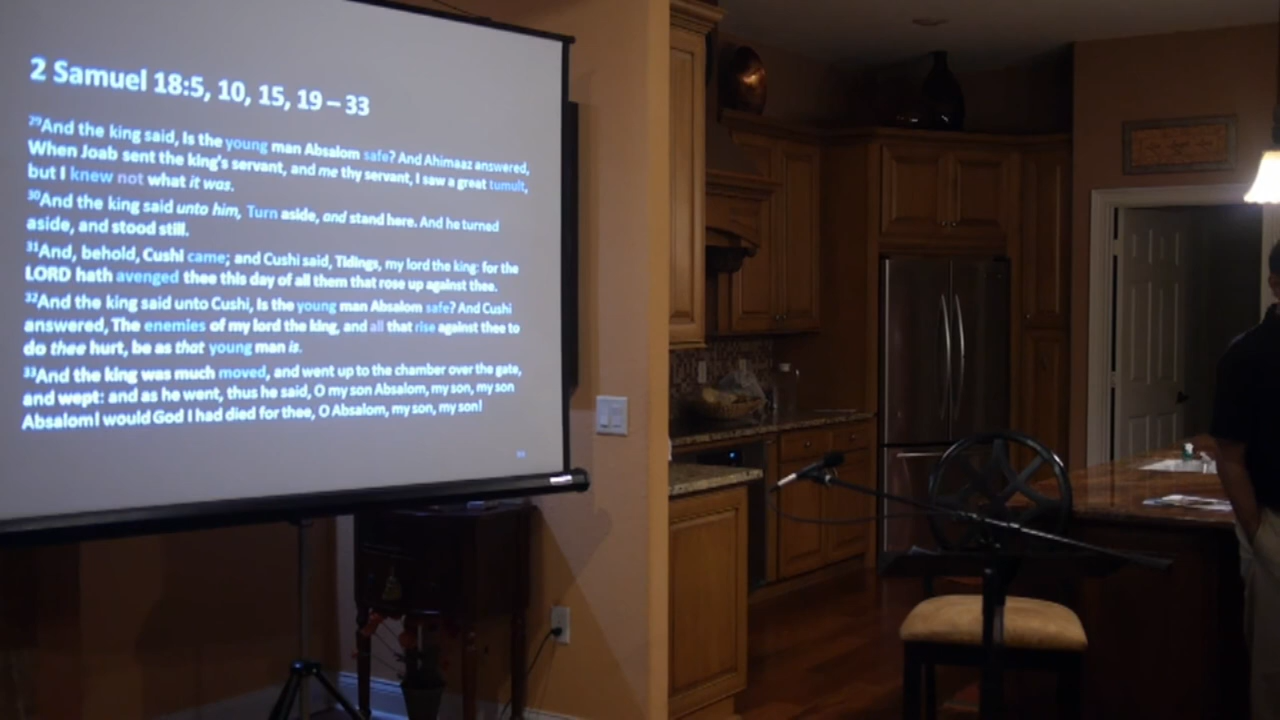 2 Samuel 18:5, 10, 15, 19 – 33
29And the king said, Is the young man Absalom safe? And Ahimaaz answered,
When Joab sent the king's servant, and me thy servant, I saw a great tumult,
but I knew not what it was.
30And the king said unto him, Turn aside, and stand here. And he turned
aside, and stood still.
31And, behold, Cushi came; and Cushi said, Tidings, my lord the king: for the
LORD hath avenged thee this day of all them that rose up against thee.
32And the king said unto Cushi, Is the young man Absalom safe? And Cushi
answered, The enemies of my lord the king, and all that rise against thee to
do thee hurt, be as that young man is.
33And the king was much moved, and went up to the chamber over the gate,
and wept: and as he went, thus he said, O my son Absalom, my son, my son
Absalom! would God I had died for thee, O Absalom, my son, my son!